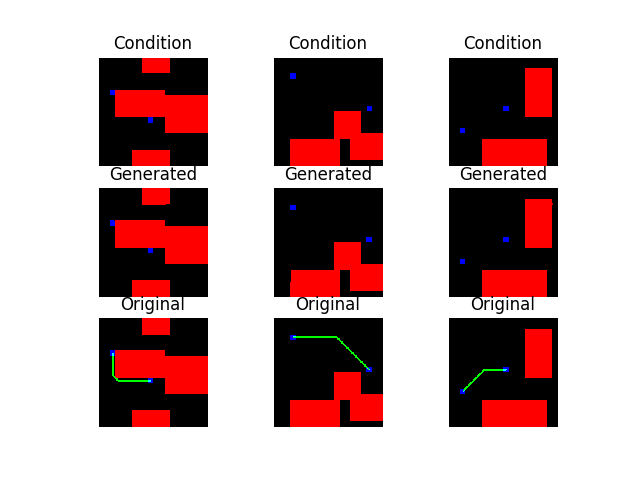 Condition Condition Condition
Generated Generated Generated
Original Original Original